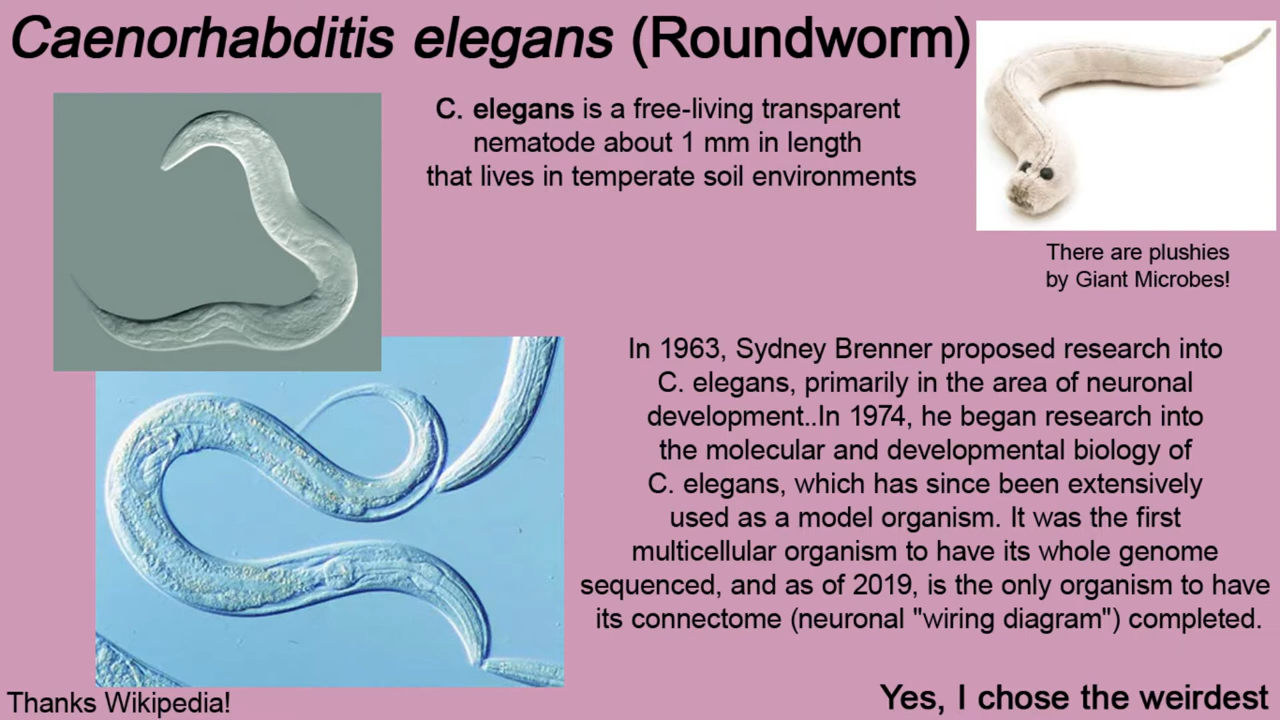 Caenorhabditis elegans (Roundworm)
C. elegans is a free-living transparent
nematode about 1 mm in length
that lives in temperate soil environments
There are plushies
by Giant Microbes!
In 1963, Sydney Brenner proposed research into
C. elegans, primarily in the area of neuronal
development..In 1974, he began research into
the molecular and developmental biology of
C. elegans, which has since been extensively
used as a model organism. It was the first
multicellular organism to have its whole genome
sequenced, and as of 2019, is the only organism to have
its connectome (neuronal "wiring diagram") completed.
Thanks Wikipedia!
Yes, I chose the weirdest